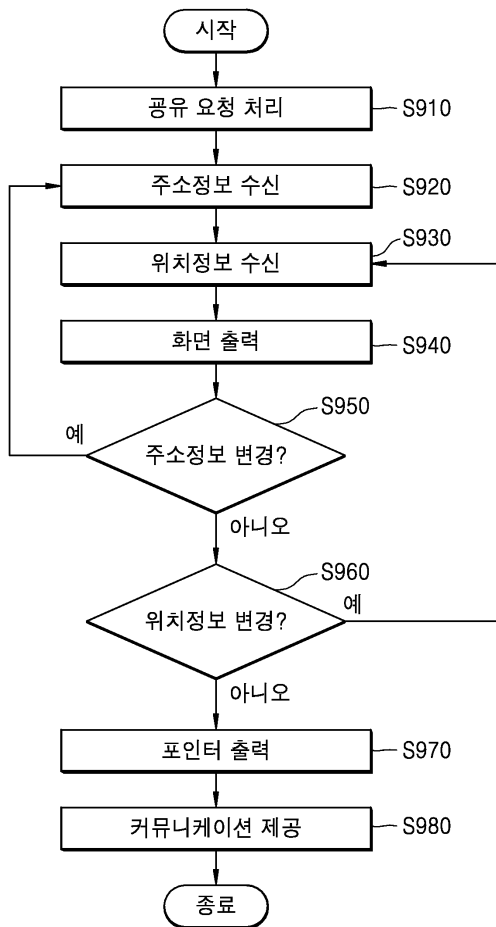 시작
굥유 요청 처리
S910
주소정보 수신
S920
위치정보 수신
S930
화면 출력
S940
S950
예
주소정보 변경?
아니오
S960
위치정보 변경?
예
아니오
포인터 출력
S970
커뮤니케이션 제공
S980
종료